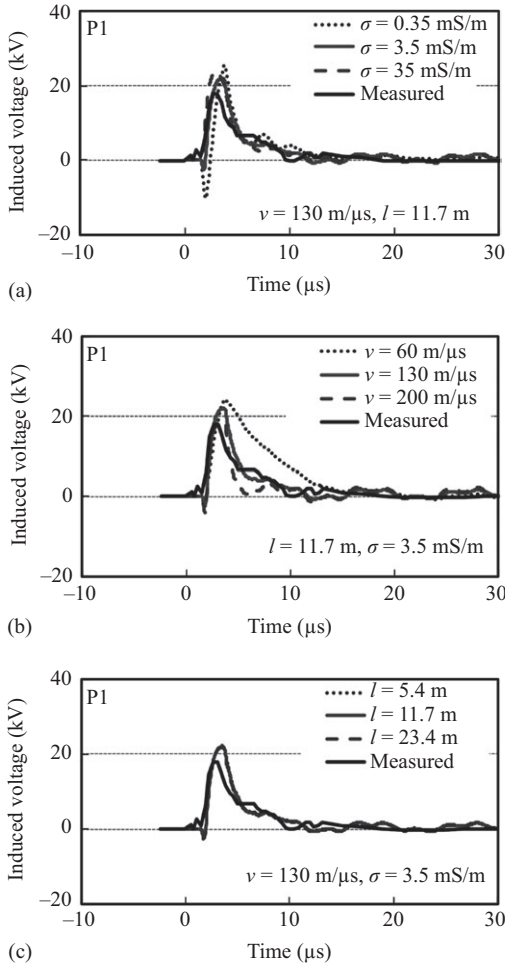 P1
Induced voltage (kV)
40
20
0
–20
σ = 0.35 mS/m
σ = 3.5 mS/m
σ = 35 mS/m
Measured
v = 130 m/μs, l = 11.7 m
–10 0 10 20 30
(a)
Time (μs)
P1
Induced voltage (kV)
40
20
0
–20
v = 60 m/μs
v = 130 m/μs
v = 200 m/μs
Measured
l = 11.7 m, σ = 3.5 mS/m
–10 0 10 20 30
(b)
Time (μs)
P1
Induced voltage (kV)
40
20
0
–20
l = 5.4 m
l = 11.7 m
l = 23.4 m
Measured
v = 130 m/μs, σ = 3.5 mS/m
–10 0 10 20 30
(c)
Time (μs)